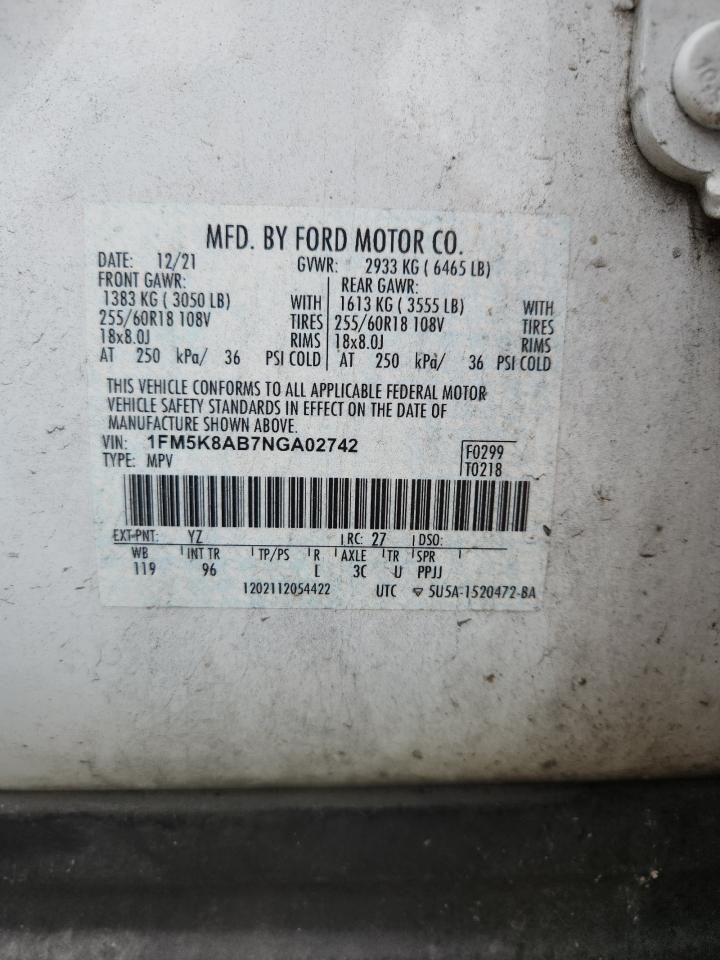 MFD. BY FORD MOTOR CO.
DATE: 12/21 GVWR: 2933 KG ( 6465 LB)
FRONT GAWR: REAR GAWR:
1383 KG ( 3050 LB) WITH 1613 KG ( 3555 LB) WITH
255/60R18 108V TIRES 255/60R18 108V TIRES
18x8.0J RIMS 18x8.0J RIMS
AT 250 kPa/ 36 PSI COLD AT 250 kPa/ 36 PSI COLD
THIS VEHICLE CONFORMS TO ALL APPLICABLE FEDERAL MOTOR
VEHICLE SAFETY STANDARDS IN EFFECT ON THE DATE OF
MANUFACTURE SHOWN ABOVE.
VIN: 1FM5K8AB7NGA02742 F0299
TYPE: MPV T0218
EXT PNT: YZ RC: 27 DSO:
WB INT TR TP/PS R AXLE TR SPR
119 96 L 3C U PPJJ
1202112054422 UTC 5U5A-1520472-BA